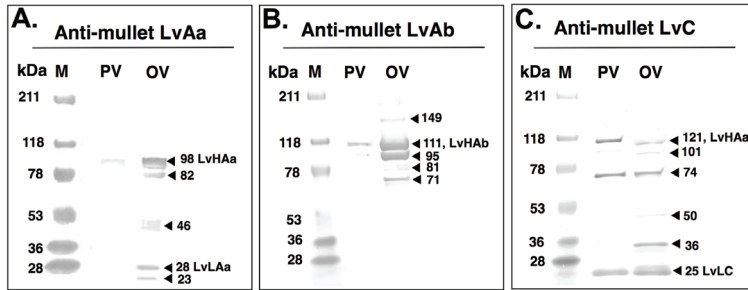 A.
Anti-mullet LvAa
kDa M PV OV
211
118
98 LvHAa
78
82
53
46
36
28
28 LvLAa
23
B.
Anti-mullet LvAb
kDa M PV OV
211
149
118
111, LvHAb
95
78
81
71
53
36
28
C.
Anti-mullet LvC
kDa M PV OV
211
118
121, LvHAa
101
78
74
53
50
36
36
28
25 LvLC